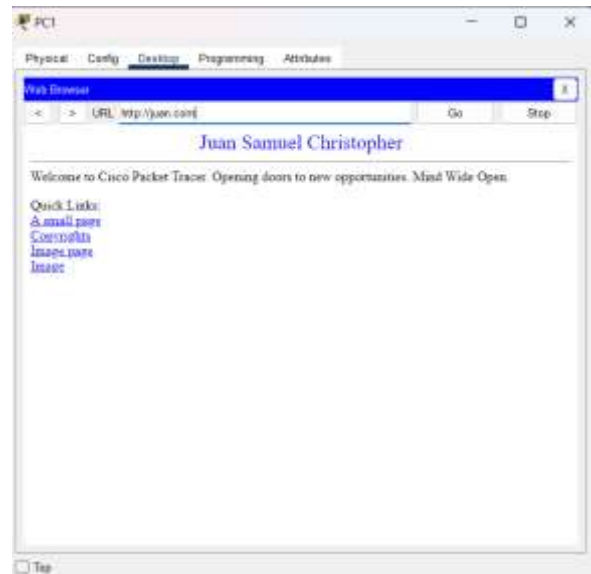 PC1
Physical Config Desktop Programming Attributes
Web Browser X
< > URL http://juan.com Go Stop
Juan Samuel Christopher
Welcome to Cisco Packet Tracer. Opening doors to new opportunities. Mind Wide Open.
Quick Links:
A small page
Copyrights
Image page
Image
Top